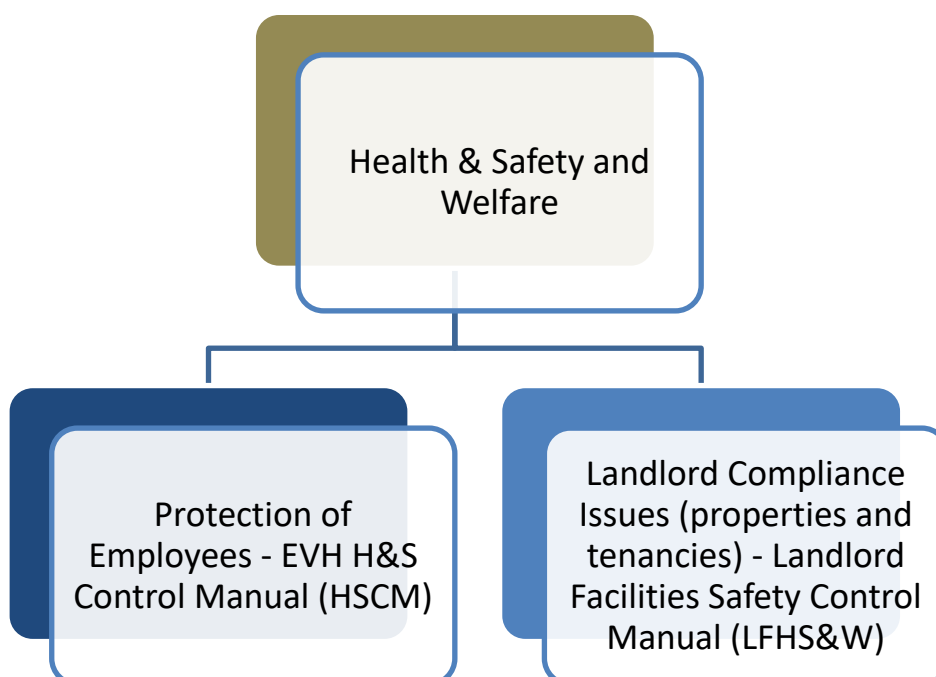 Health & Safety and
Welfare
Protection of
Employees - EVH H&S
Control Manual (HSCM)
Landlord Compliance
Issues (properties and
tenancies) - Landlord
Facilities Safety Control
Manual (LFHS&W)